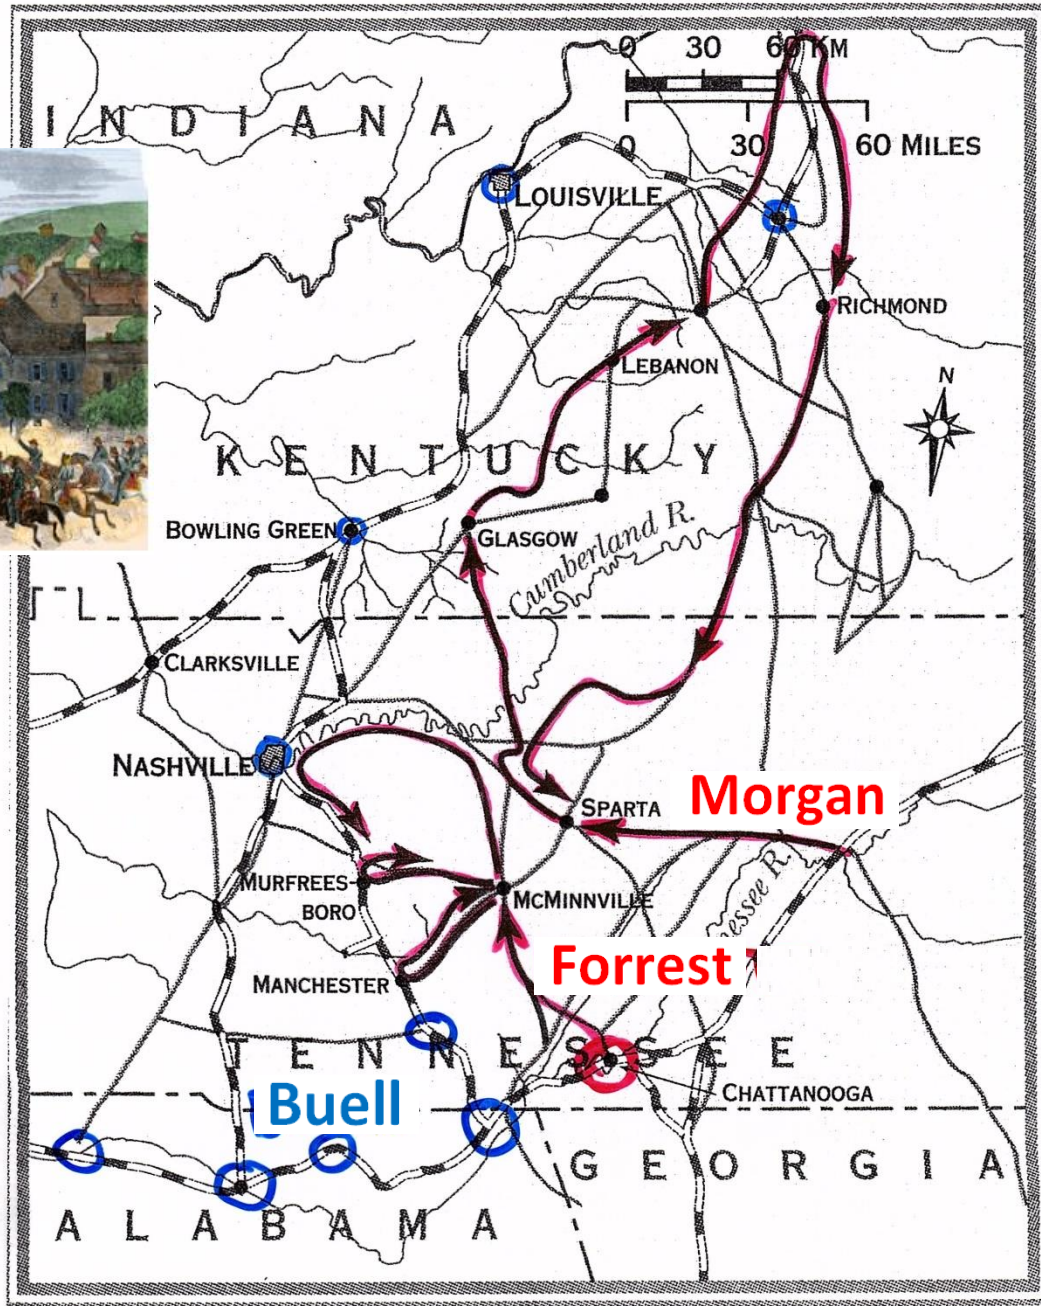 0 30 60 KM
0 30 60 MILES
INDIANA
LOUISVILLE
RICHMOND
LEBANON
N
KENTUCKY
BOWLING GREEN
GLASGOW
Cumberland R.
CLARKSVILLE
NASHVILLE
SPARTA
Morgan
MURFREES-
BORO
MCMINNVILLE
nessee R.
Forrest
MANCHESTER
TENNESSEE
CHATTANOOGA
Buell
GEORGIA
ALABAMA